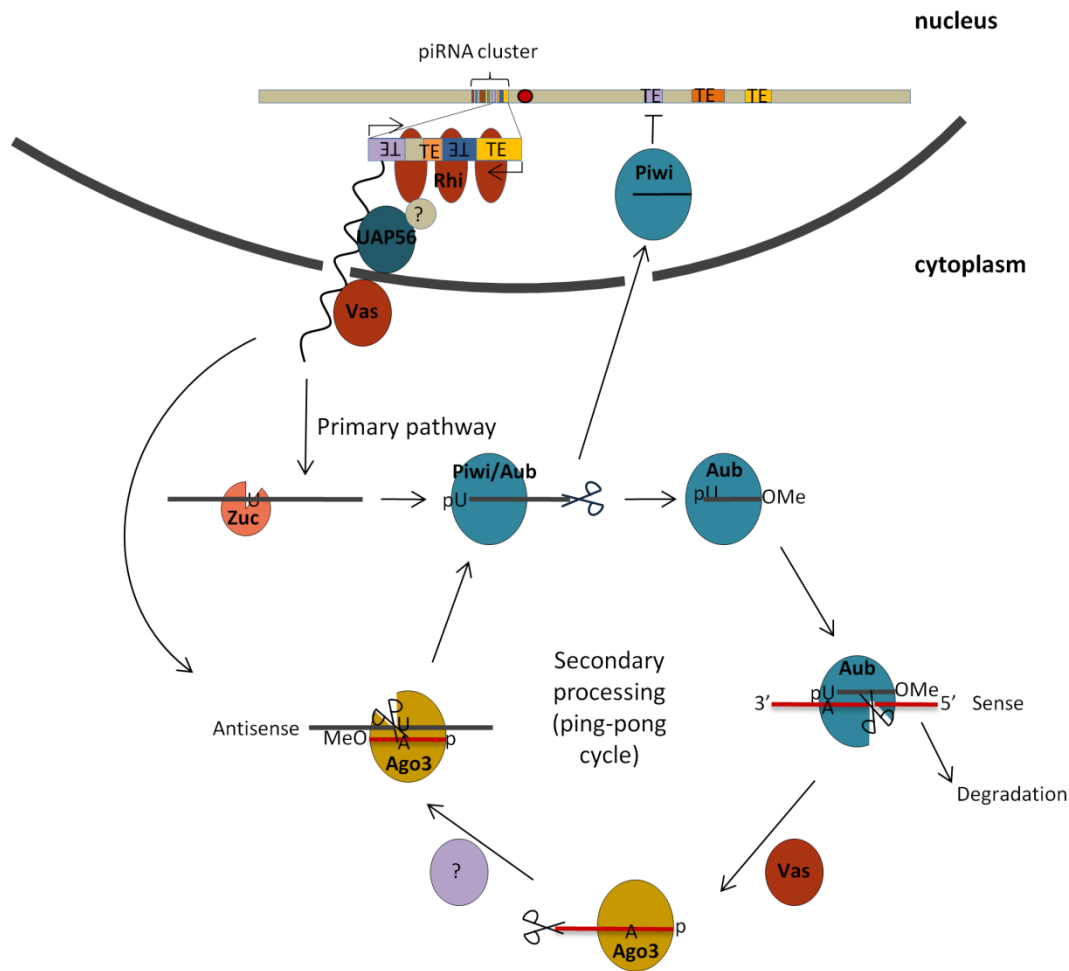 nucleus
piRNA cluster
TE TE TE
TE TE TE TE
Rhi
?
UAP56
Piwi
cytoplasm
Vas
Primary pathway
U
Zuc
Piwi/Aub
pU
Aub
pU
OMe
Secondary
processing
(ping-pong
cycle)
Aub
pU
OMe
A
3’
5’
Sense
Degradation
Antisense
U
MeO
A
p
Ago3
?
Vas
A
p
Ago3